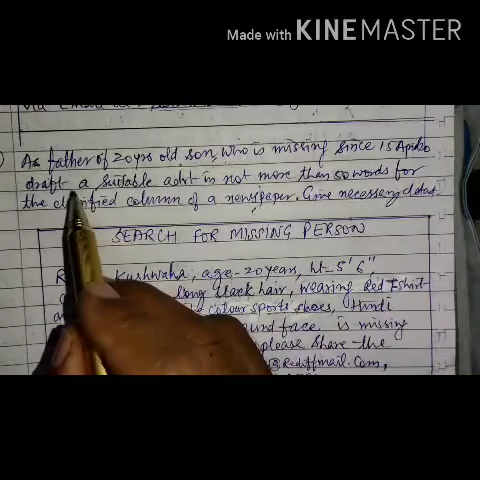 Made with KINEMASTER
As father of 20yrs old son, who is missing since 15 April
draft a suitable advt in not more than 50 words for
the classified column of a newspaper. Give necessary detail
SEARCH FOR MISSING PERSON
Kushwaha, age-20 years, ht-5'6"
long black hair, wearing Red T-shirt
colour sports shoes, Hindi
round face is missing
please share the
@Rediffmail.Com,